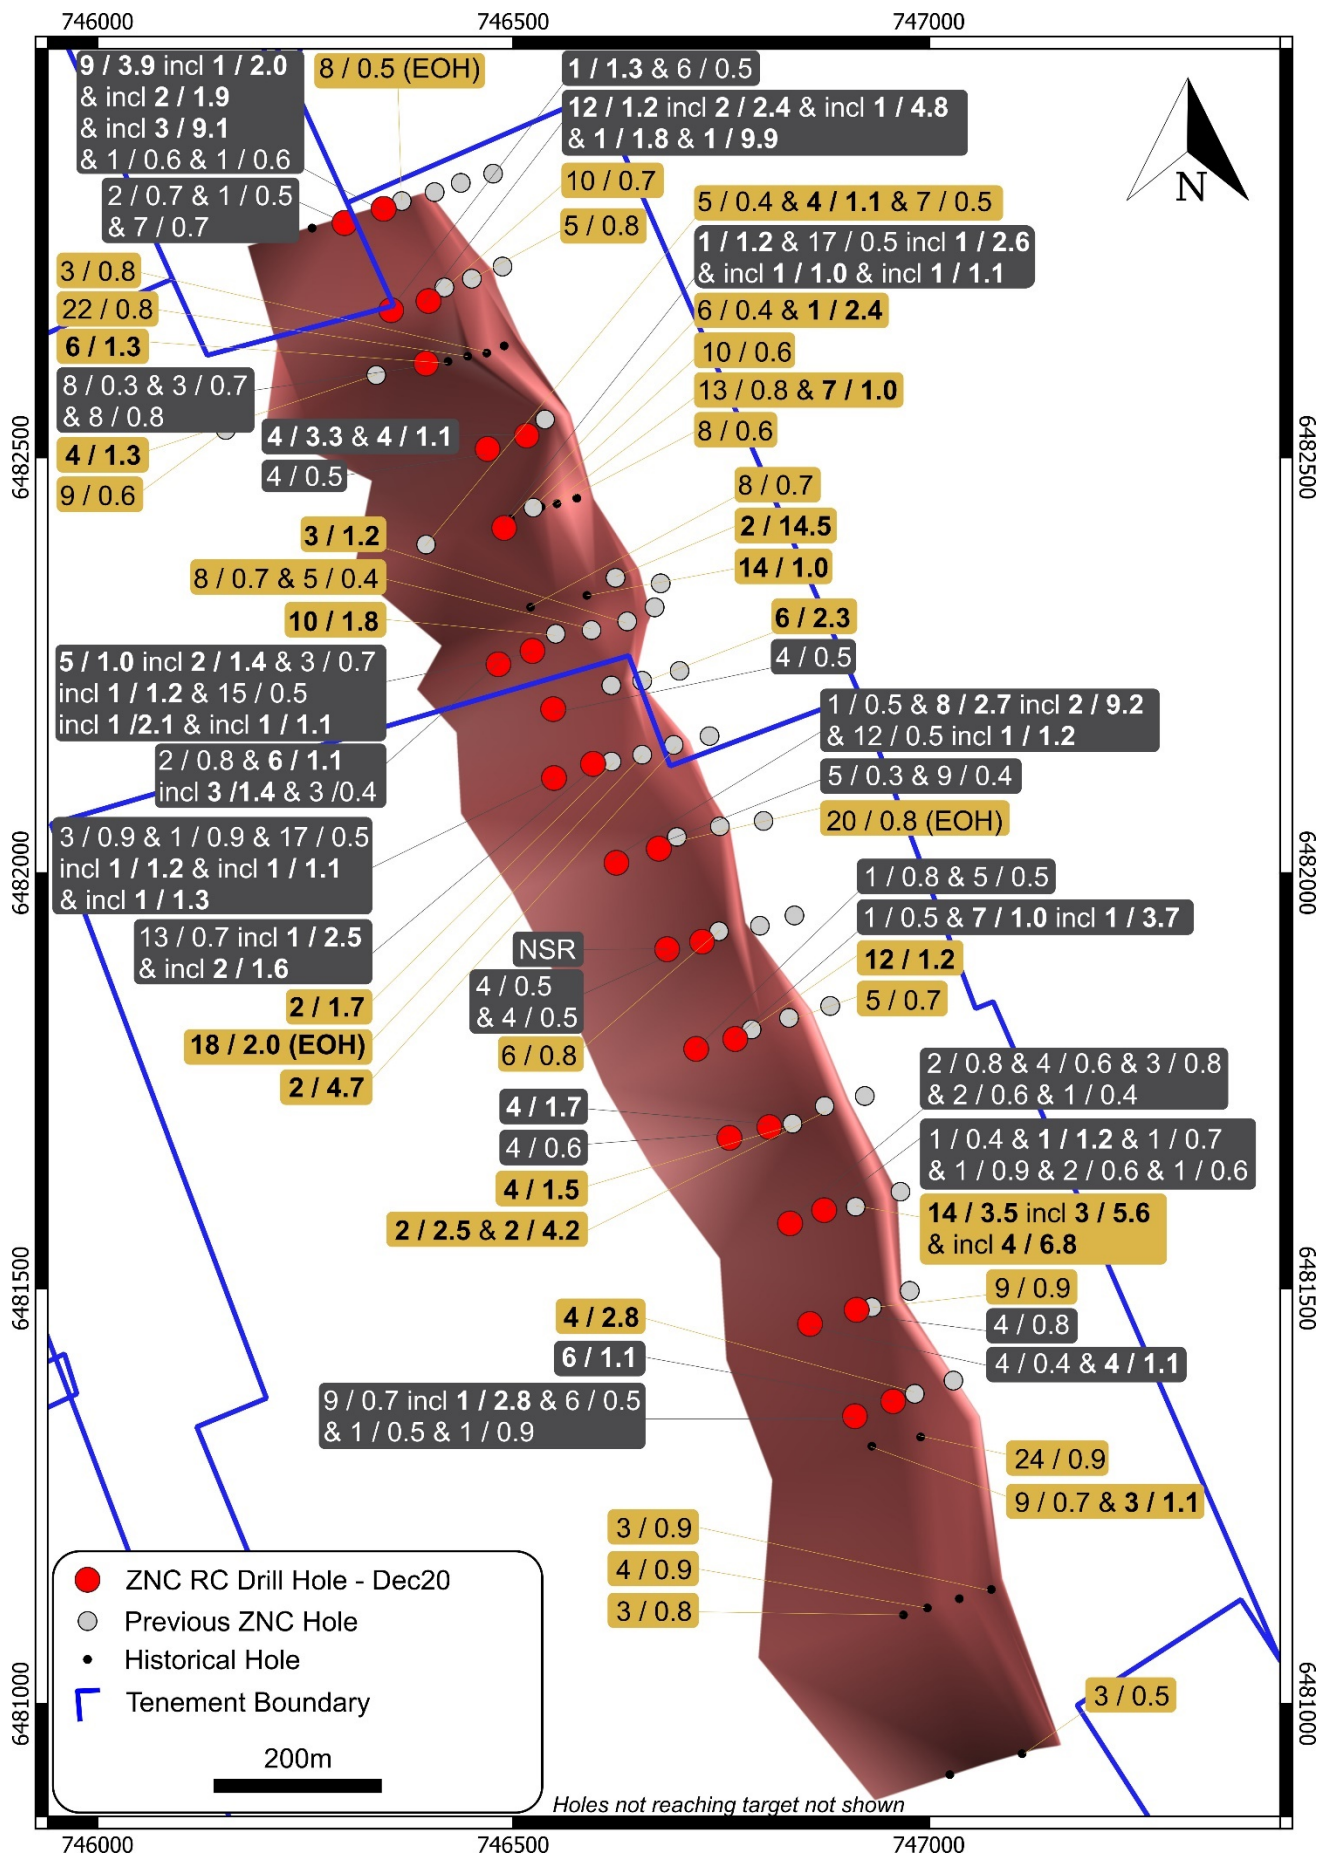 746000
746500
747000
9 / 3.9 incl 1 / 2.0
& incl 2 / 1.9
& incl 3 / 9.1
& 1 / 0.6 & 1 / 0.6
8 / 0.5 (EOH)
1 / 1.3 & 6 / 0.5
12 / 1.2 incl 2 / 2.4 & incl 1 / 4.8
& 1 / 1.8 & 1 / 9.9
N
2 / 0.7 & 1 / 0.5
& 7 / 0.7
10 / 0.7
5 / 0.8
5 / 0.4 & 4 / 1.1 & 7 / 0.5
1 / 1.2 & 17 / 0.5 incl 1 / 2.6
& incl 1 / 1.0 & incl 1 / 1.1
3 / 0.8
22 / 0.8
6 / 1.3
6 / 0.4 & 1 / 2.4
10 / 0.6
13 / 0.8 & 7 / 1.0
8 / 0.6
8 / 0.3 & 3 / 0.7
& 8 / 0.8
4 / 1.3
9 / 0.6
4 / 3.3 & 4 / 1.1
4 / 0.5
6482500
6482500
8 / 0.7
2 / 14.5
14 / 1.0
3 / 1.2
8 / 0.7 & 5 / 0.4
10 / 1.8
6 / 2.3
4 / 0.5
5 / 1.0 incl 2 / 1.4 & 3 / 0.7
incl 1 / 1.2 & 15 / 0.5
incl 1 /2.1 & incl 1 / 1.1
1 / 0.5 & 8 / 2.7 incl 2 / 9.2
& 12 / 0.5 incl 1 / 1.2
2 / 0.8 & 6 / 1.1
incl 3 /1.4 & 3 /0.4
5 / 0.3 & 9 / 0.4
20 / 0.8 (EOH)
3 / 0.9 & 1 / 0.9 & 17 / 0.5
incl 1 / 1.2 & incl 1 / 1.1
& incl 1 / 1.3
6482000
6482000
1 / 0.8 & 5 / 0.5
1 / 0.5 & 7 / 1.0 incl 1 / 3.7
13 / 0.7 incl 1 / 2.5
& incl 2 / 1.6
NSR
4 / 0.5
& 4 / 0.5
6 / 0.8
12 / 1.2
5 / 0.7
2 / 1.7
18 / 2.0 (EOH)
2 / 4.7
2 / 0.8 & 4 / 0.6 & 3 / 0.8
& 2 / 0.6 & 1 / 0.4
4 / 1.7
4 / 0.6
4 / 1.5
2 / 2.5 & 2 / 4.2
1 / 0.4 & 1 / 1.2 & 1 / 0.7
& 1 / 0.9 & 2 / 0.6 & 1 / 0.6
14 / 3.5 incl 3 / 5.6
& incl 4 / 6.8
6481500
6481500
9 / 0.9
4 / 0.8
4 / 0.4 & 4 / 1.1
4 / 2.8
6 / 1.1
9 / 0.7 incl 1 / 2.8 & 6 / 0.5
& 1 / 0.5 & 1 / 0.9
24 / 0.9
9 / 0.7 & 3 / 1.1
3 / 0.9
4 / 0.9
3 / 0.8
3 / 0.5
6481000
6481000
ZNC RC Drill Hole - Dec20
Previous ZNC Hole
Historical Hole
Tenement Boundary
200m
Holes not reaching target not shown
746000
746500
747000